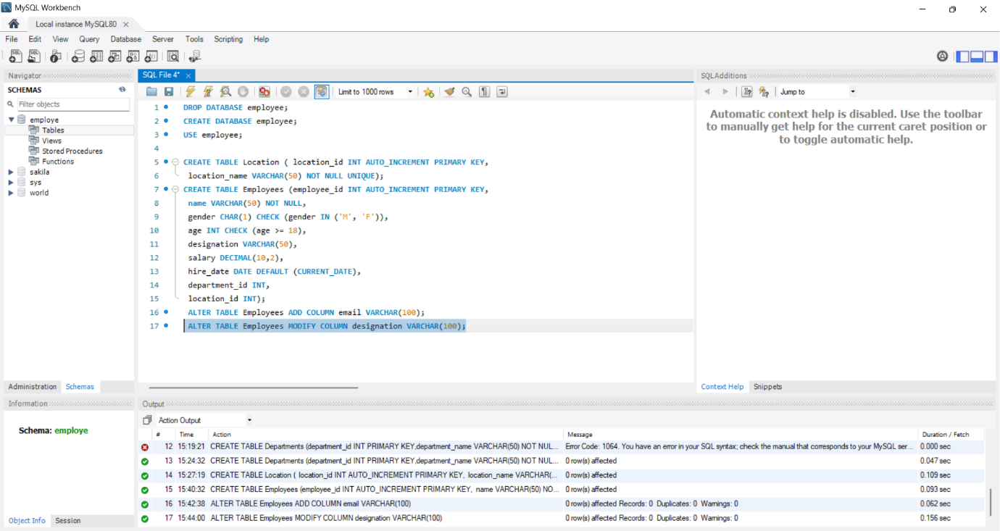 MySQL Workbench
Local instance MySQL80
File Edit View Query Database Server Tools Scripting Help
Navigator
SCHEMAS
Filter objects
employe
Tables
Views
Stored Procedures
Functions
sakila
sys
world
Administration Schemas
Information
Schema: employe
Object Info Session
SQL File 4*
Limit to 1000 rows
1 DROP DATABASE employee;
2 CREATE DATABASE employee;
3 USE employee;
4
5 CREATE TABLE Location ( location_id INT AUTO_INCREMENT PRIMARY KEY,
6 location_name VARCHAR(50) NOT NULL UNIQUE);
7 CREATE TABLE Employees (employee_id INT AUTO_INCREMENT PRIMARY KEY,
8 name VARCHAR(50) NOT NULL,
9 gender CHAR(1) CHECK (gender IN ('M', 'F')),
10 age INT CHECK (age >= 18),
11 designation VARCHAR(50),
12 salary DECIMAL(10,2),
13 hire_date DATE DEFAULT (CURRENT_DATE),
14 department_id INT,
15 location_id INT);
16 ALTER TABLE Employees ADD COLUMN email VARCHAR(100);
17 ALTER TABLE Employees MODIFY COLUMN designation VARCHAR(100);
SQLAdditions
Jump to
Automatic context help is disabled. Use the toolbar
to manually get help for the current caret position or
to toggle automatic help.
Context Help Snippets
Output
Action Output
# Time Action Message Duration / Fetch
12 15:19:21 CREATE TABLE Departments (department_id INT PRIMARY KEY,department_name VARCHAR(50) NOT NUL... Error Code: 1064. You have an error in your SQL syntax; check the manual that corresponds to your MySQL ser... 0.000 sec
13 15:24:32 CREATE TABLE Departments (department_id INT PRIMARY KEY,department_name VARCHAR(50) NOT NUL... 0 row(s) affected 0.047 sec
14 15:27:19 CREATE TABLE Location ( location_id INT AUTO_INCREMENT PRIMARY KEY, location_name VARCHAR(... 0 row(s) affected 0.109 sec
15 15:40:32 CREATE TABLE Employees (employee_id INT AUTO_INCREMENT PRIMARY KEY, name VARCHAR(50) NO... 0 row(s) affected 0.093 sec
16 15:42:38 ALTER TABLE Employees ADD COLUMN email VARCHAR(100) 0 row(s) affected Records: 0 Duplicates: 0 Warnings: 0 0.062 sec
17 15:44:00 ALTER TABLE Employees MODIFY COLUMN designation VARCHAR(100) 0 row(s) affected Records: 0 Duplicates: 0 Warnings: 0 0.156 sec